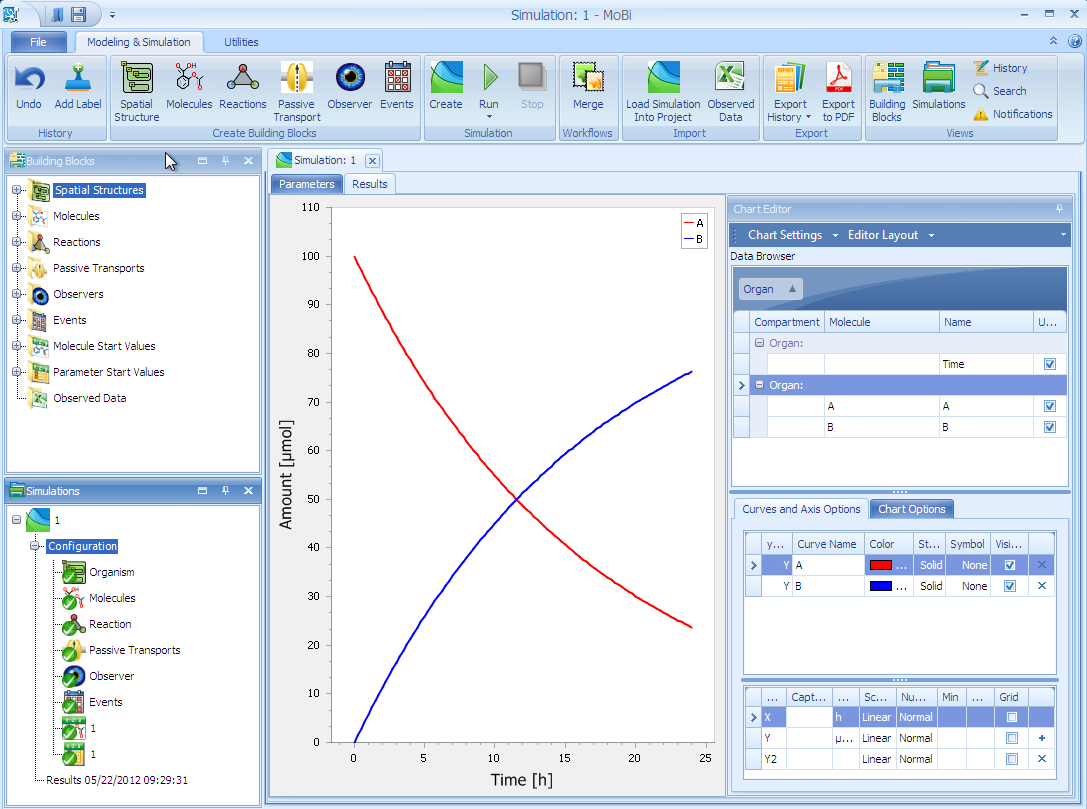 Simulation: 1 - MoBi
File Modeling & Simulation Utilities
Undo Add Label
History
Spatial Structure Molecules Reactions Passive Transport Observer Events
Create Building Blocks
Create Run Stop
Simulation
Merge
Workflows
Load Simulation Into Project Observed Data
Import
Export History Export to PDF
Export
Building Blocks Simulations History Search Notifications
Views
Building Blocks
Spatial Structures
Molecules
Reactions
Passive Transports
Observers
Events
Molecule Start Values
Parameter Start Values
Observed Data
Simulations
1
Configuration
Organism
Molecules
Reaction
Passive Transports
Observer
Events
1
1
Results 05/22/2012 09:29:31
Simulation: 1
Parameters Results
110
100
90
80
70
60
50
40
30
20
10
0
Amount [µmol]
A
B
0 5 10 15 20 25
Time [h]
Chart Editor
Chart Settings Editor Layout
Data Browser
Organ
Compartment Molecule Name U...
Organ:
Time
Organ:
A A
B B
Curves and Axis Options Chart Options
y... Curve Name Color St... Symbol Visi...
Y A ... Solid None
Y B ... Solid None
... Capt... ... Sc... Nu... Min ... Grid
X h Linear Normal
Y µ... Linear Normal
Y2 Linear Normal